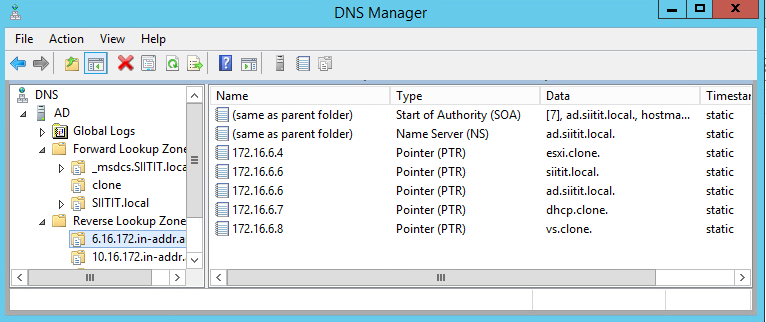 DNS Manager
File Action View Help
DNS
AD
Global Logs
Forward Lookup Zone
_msdcs.SIITIT.loca
clone
SIITIT.local
Reverse Lookup Zone
6.16.172.in-addr.a
10.16.172.in-addr.a
Name Type Data Timestar
(same as parent folder) Start of Authority (SOA) [7], ad.siitit.local., hostma... static
(same as parent folder) Name Server (NS) ad.siitit.local. static
172.16.6.4 Pointer (PTR) esxi.clone. static
172.16.6.6 Pointer (PTR) siitit.local. static
172.16.6.6 Pointer (PTR) ad.siitit.local. static
172.16.6.7 Pointer (PTR) dhcp.clone. static
172.16.6.8 Pointer (PTR) vs.clone. static